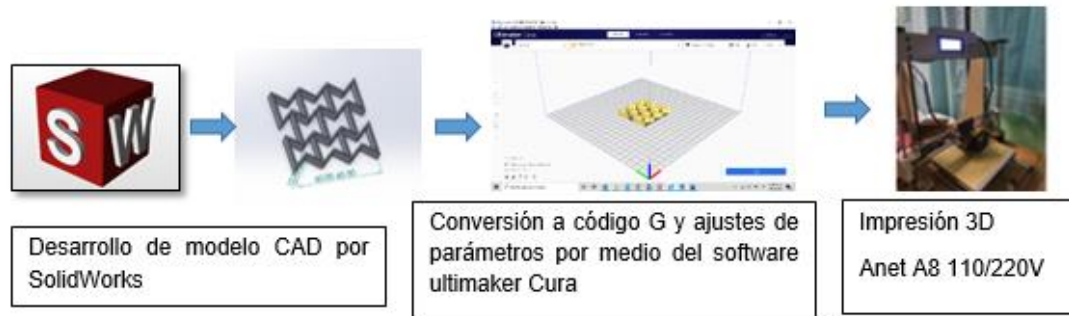 SW
Desarrollo de modelo CAD por
SolidWorks
Conversión a código G y ajustes de
parámetros por medio del software
ultimaker Cura
Impresión 3D
Anet A8 110/220V